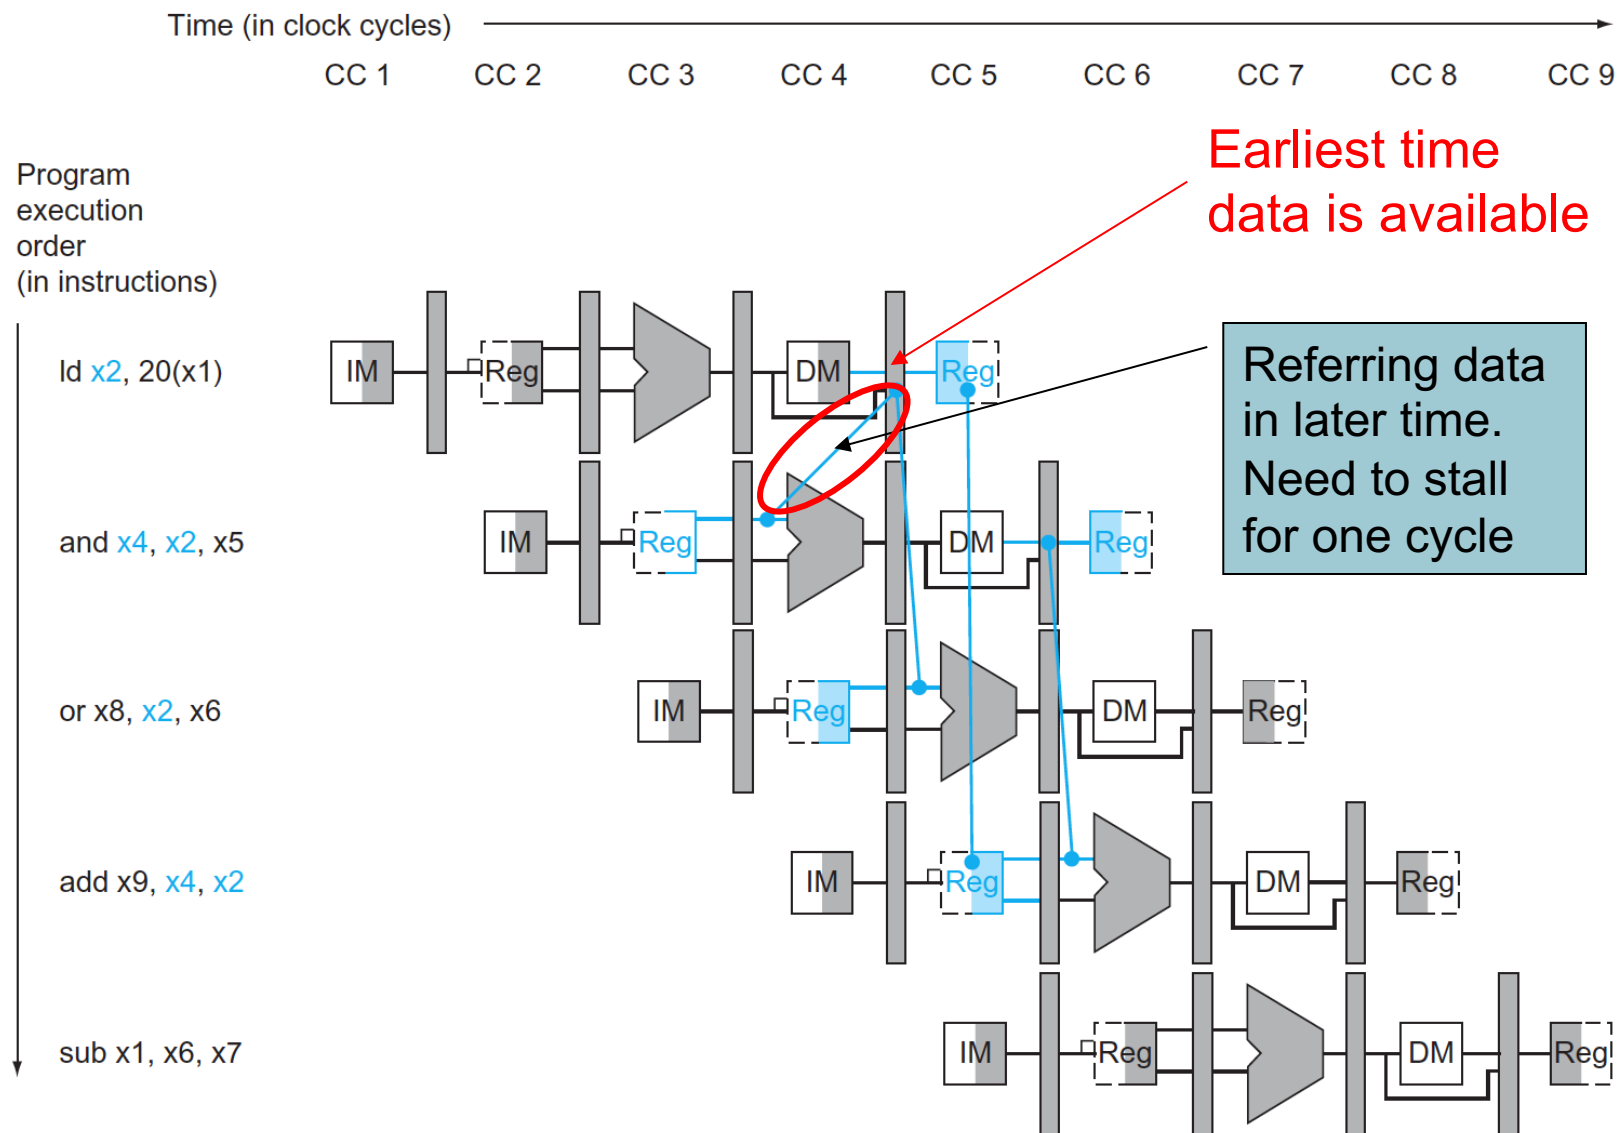 Time (in clock cycles)
CC 1 CC 2 CC 3 CC 4 CC 5 CC 6 CC 7 CC 8 CC 9
Earliest time
data is available
Program
execution
order
(in instructions)
Referring data
in later time.
Need to stall
for one cycle
ld x2, 20(x1) IM Reg DM Reg
and x4, x2, x5 IM Reg DM Reg
or x8, x2, x6 IM Reg DM Reg
add x9, x4, x2 IM Reg DM Reg
sub x1, x6, x7 IM Reg DM Reg